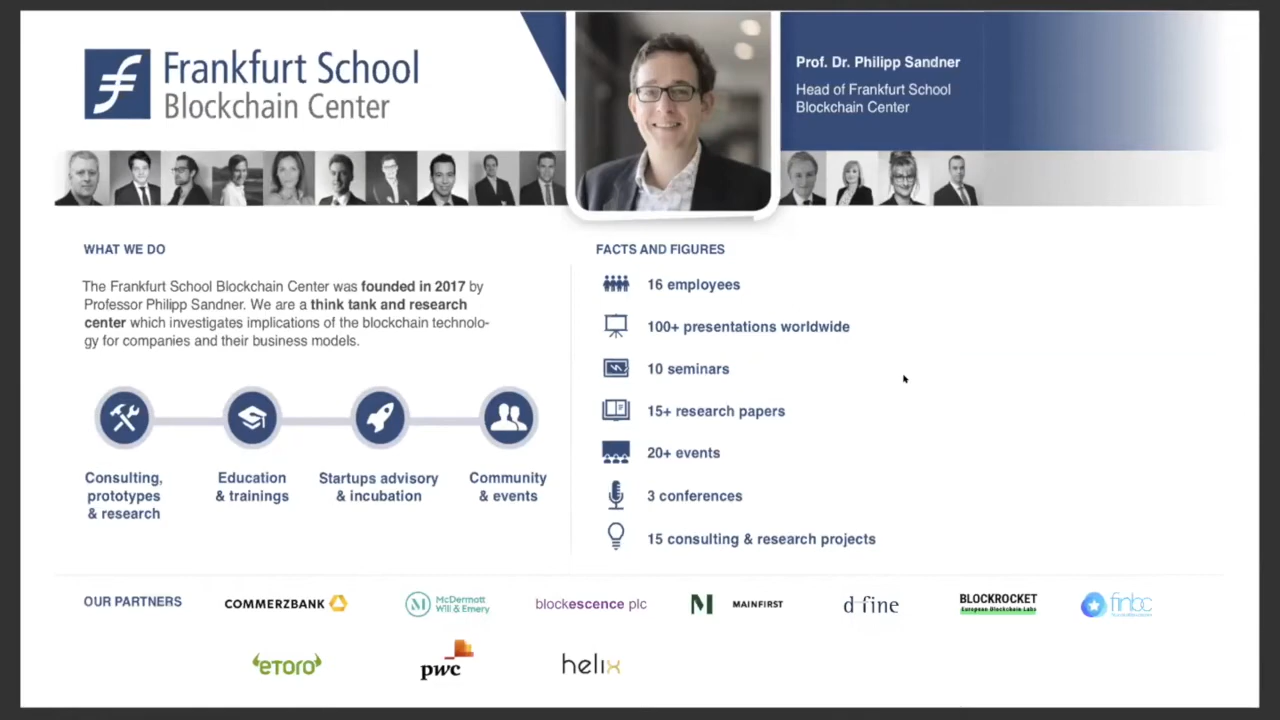 Frankfurt School
Blockchain Center
Prof. Dr. Philipp Sandner
Head of Frankfurt School
Blockchain Center
WHAT WE DO
The Frankfurt School Blockchain Center was founded in 2017 by
Professor Philipp Sandner. We are a think tank and research
center which investigates implications of the blockchain technolo-
gy for companies and their business models.
Consulting,
prototypes
& research
Education
& trainings
Startups advisory
& incubation
Community
& events
FACTS AND FIGURES
16 employees
100+ presentations worldwide
10 seminars
15+ research papers
20+ events
3 conferences
15 consulting & research projects
OUR PARTNERS
COMMERZBANK
McDermott
Will & Emery
blockescence plc
MAINFIRST
d-fine
BLOCKROCKET
European Blockchain Labs
finbc
eTORO
pwc
helix